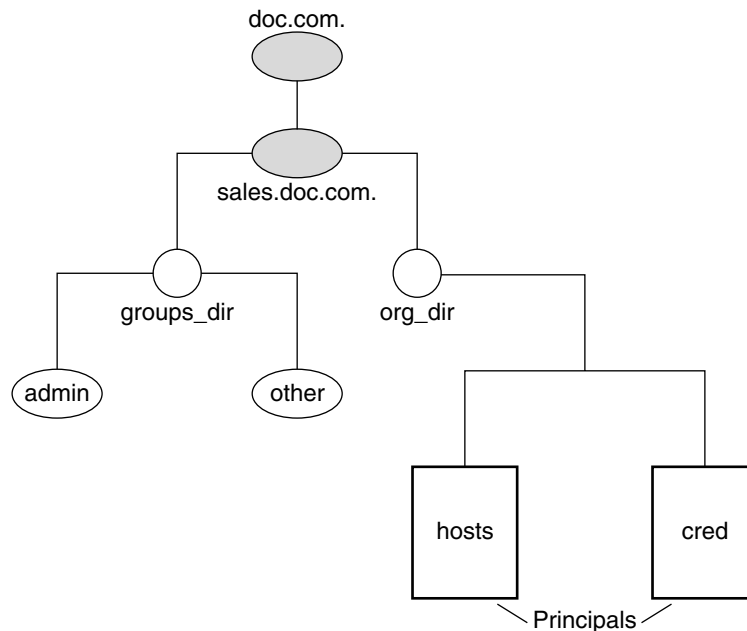 doc.com.
sales.doc.com.
groups_dir
org_dir
admin
other
hosts
cred
Principals